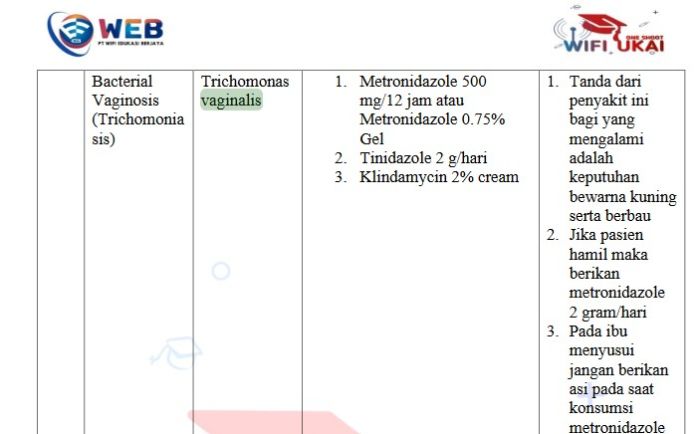 WEB
PT WIFI EDUKASI BERJAYA
ONE SHOOT
WIFI UKAI
Bacterial
Vaginosis
(Trichomonia
sis)
Trichomonas
vaginalis
1. Metronidazole 500
mg/12 jam atau
Metronidazole 0.75%
Gel
2. Tinidazole 2 g/hari
3. Klindamycin 2% cream
1. Tanda dari
penyakit ini
bagi yang
mengalami
adalah
keputuhan
bewarna kuning
serta berbau
2. Jika pasien
hamil maka
berikan
metronidazole
2 gram/hari
3. Pada ibu
menyusui
jangan berikan
asi pada saat
konsumsi
metronidazole